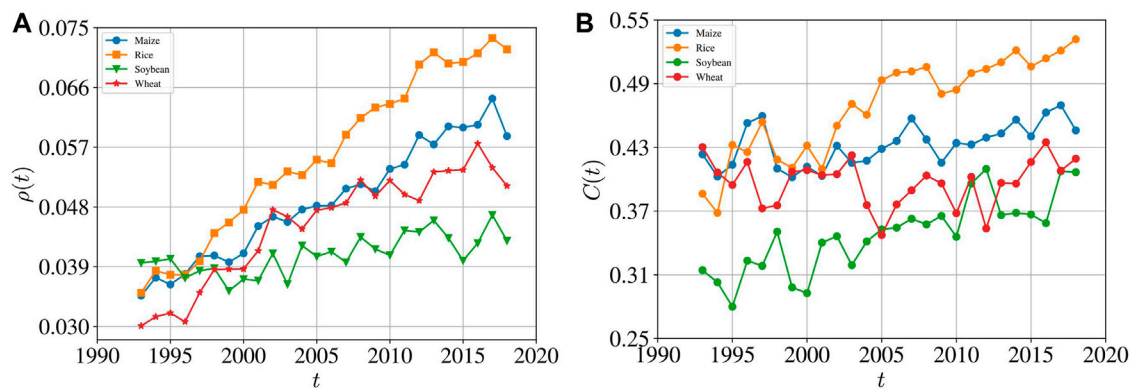 A
0.075
0.066
0.057
0.048
0.039
0.030
ρ(t)
Maize
Rice
Soybean
Wheat
1990 1995 2000 2005 2010 2015 2020
t
B
0.55
0.49
0.43
0.37
0.31
0.25
C(t)
Maize
Rice
Soybean
Wheat
1990 1995 2000 2005 2010 2015 2020
t